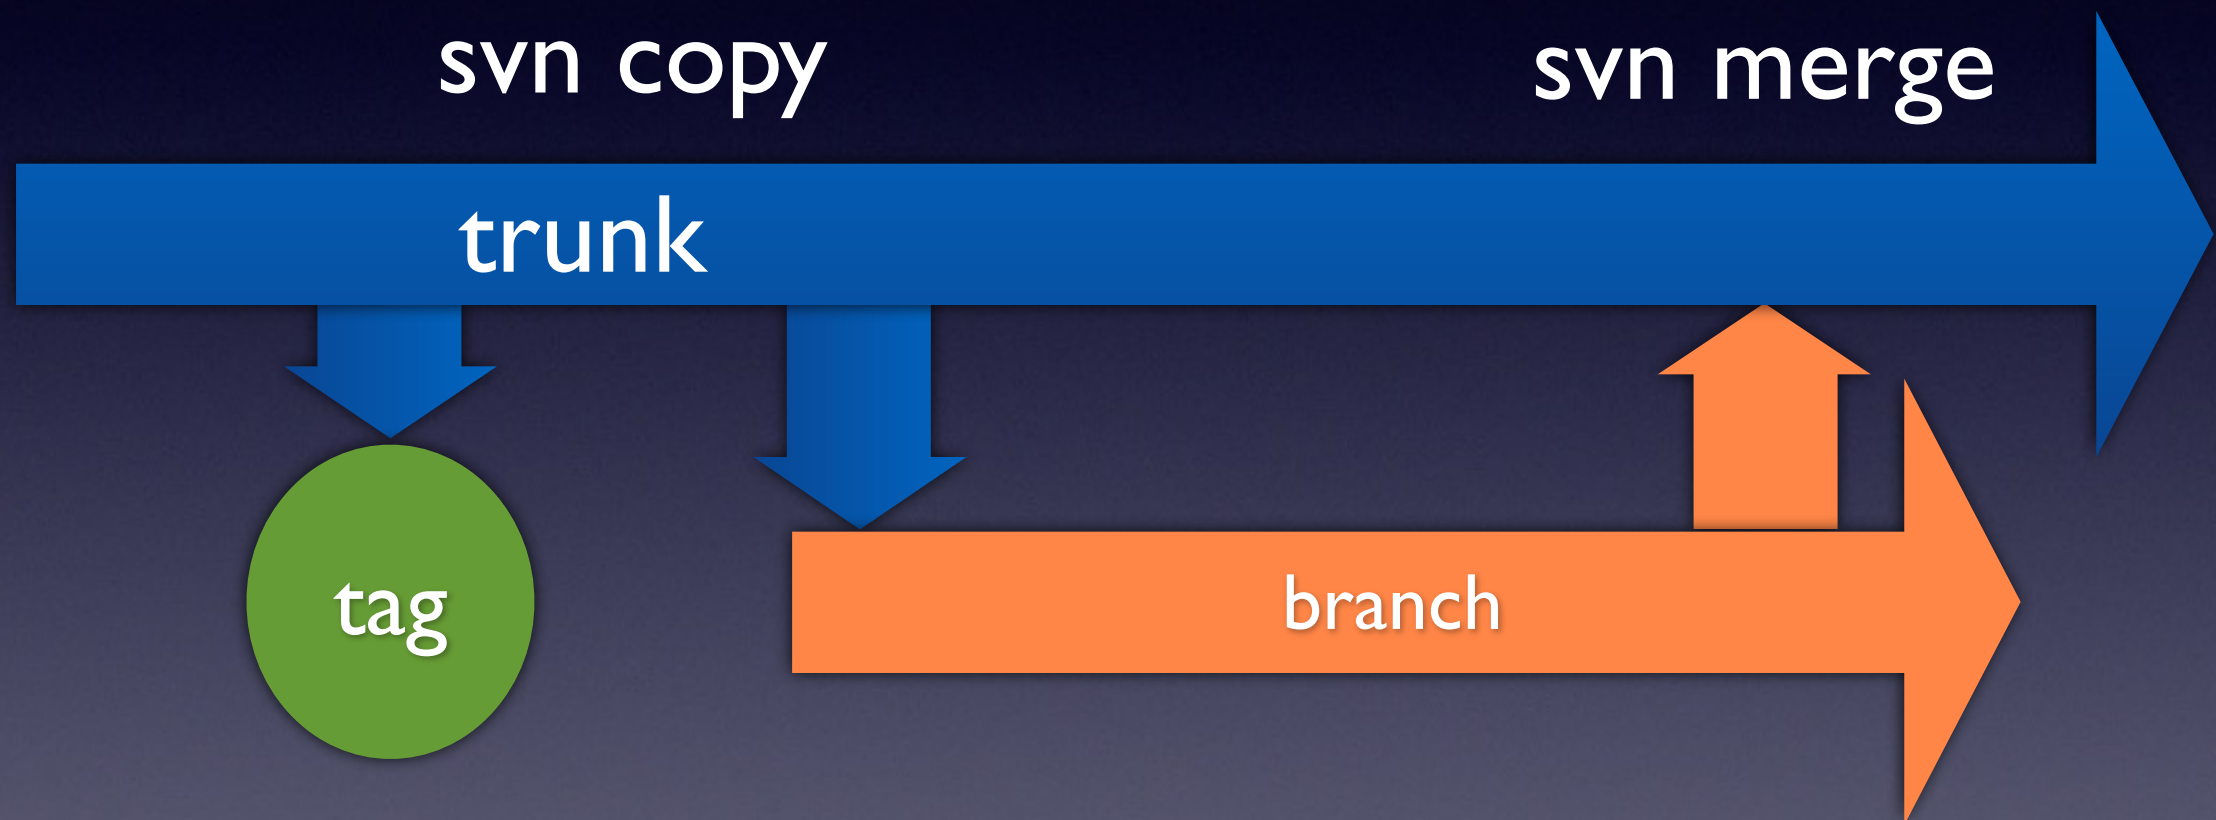 svn copy
svn merge
trunk
tag
branch